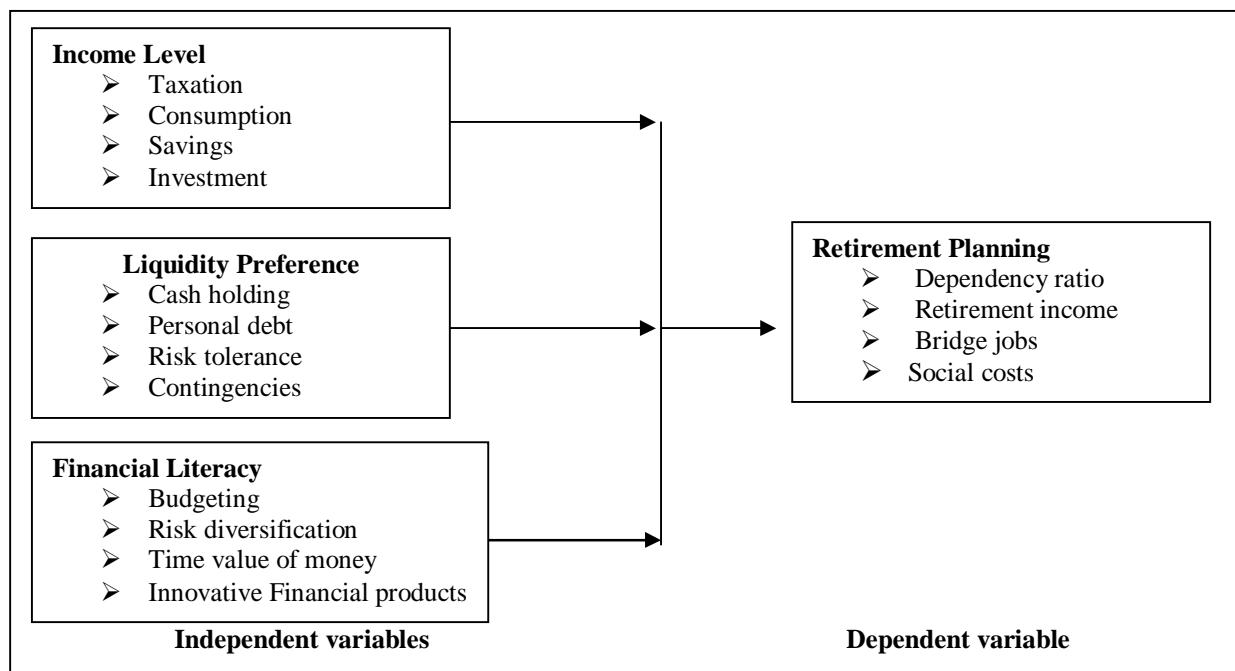 Income Level
➢ Taxation
➢ Consumption
➢ Savings
➢ Investment
Liquidity Preference
➢ Cash holding
➢ Personal debt
➢ Risk tolerance
➢ Contingencies
Financial Literacy
➢ Budgeting
➢ Risk diversification
➢ Time value of money
➢ Innovative Financial products
Independent variables
Retirement Planning
➢ Dependency ratio
➢ Retirement income
➢ Bridge jobs
➢ Social costs
Dependent variable